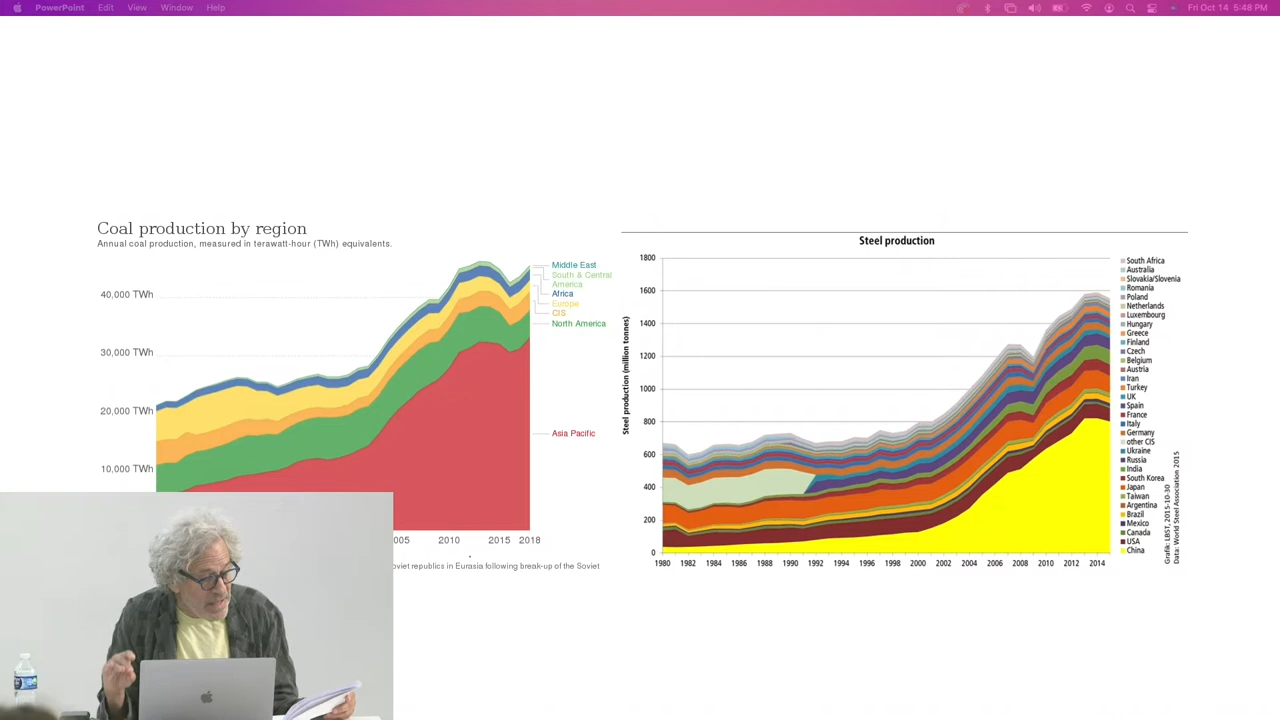 PowerPoint Edit View Window Help
Fri Oct 14 5:48 PM
Coal production by region
Annual coal production, measured in terawatt-hour (TWh) equivalents.
40,000 TWh
30,000 TWh
20,000 TWh
10,000 TWh
Middle East
South & Central
America
Africa
Europe
CIS
North America
Asia Pacific
005 2010 2015 2018
oviet republics in Eurasia following break-up of the Soviet
Steel production
Steel production (million tonnes)
1800
1600
1400
1200
1000
800
600
400
200
0
1980 1982 1984 1986 1988 1990 1992 1994 1996 1998 2000 2002 2004 2006 2008 2010 2012 2014
South Africa
Australia
Slovakia/Slovenia
Romania
Poland
Netherlands
Luxembourg
Hungary
Greece
Finland
Czech
Belgium
Austria
Iran
Turkey
UK
Spain
France
Italy
Germany
other CIS
Ukraine
Russia
India
South Korea
Japan
Taiwan
Argentina
Brazil
Mexico
Canada
USA
China
Grafik: LBST, 2015-10-30
Data: World Steel Association 2015